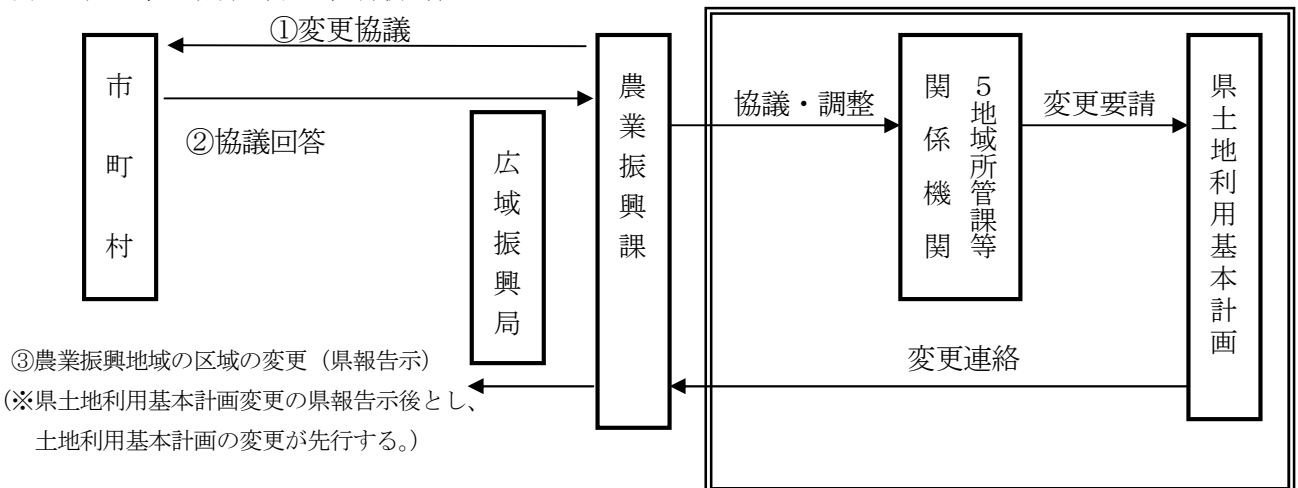 ①変更協議
市町村
②協議回答
広域振興局
農業振興課
協議・調整
関係機関
5地域所管課等
変更要請
県土地利用基本計画
変更連絡
③農業振興地域の区域の変更（県報告示）
(※県土地利用基本計画変更の県報告示後とし、
土地利用基本計画の変更が先行する。)